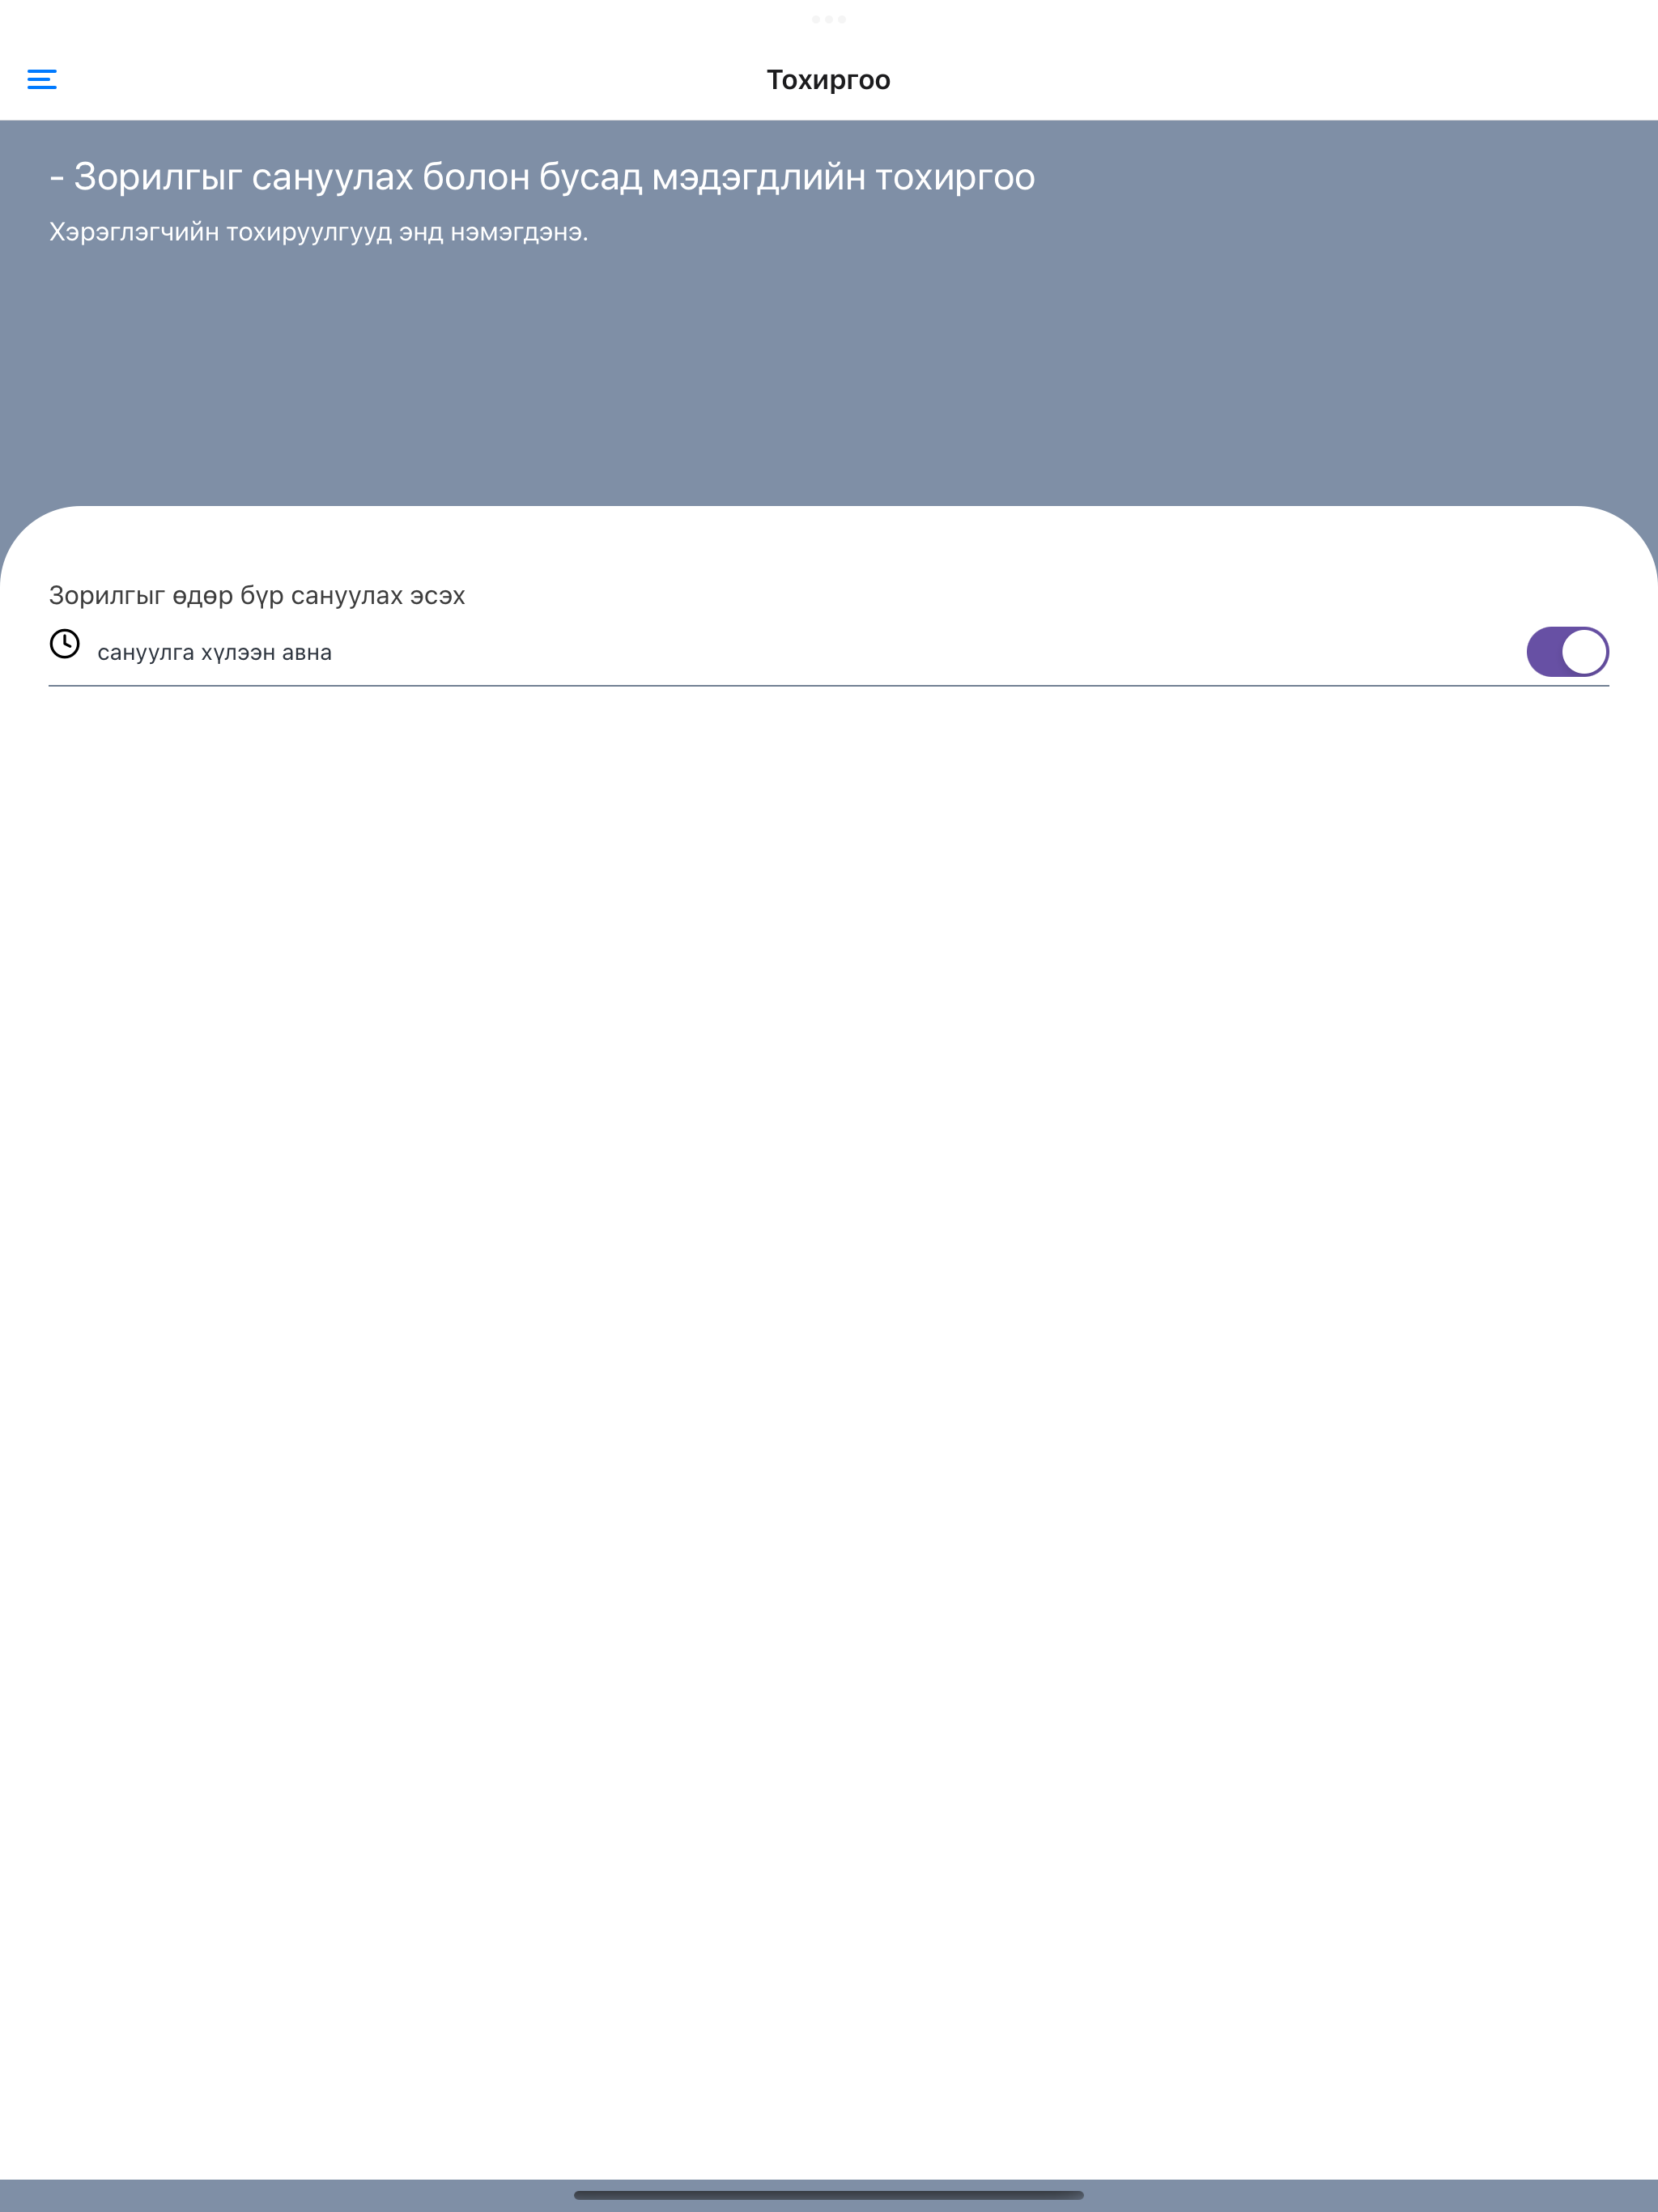 Тохиргоо
- Зорилгыг сануулах болон бусад мэдэгдлийн тохиргоо
Хэрэглэгчийн тохируулгууд энд нэмэгдэнэ.
Зорилгыг өдөр бүр сануулах эсэх
сануулга хүлээн авна